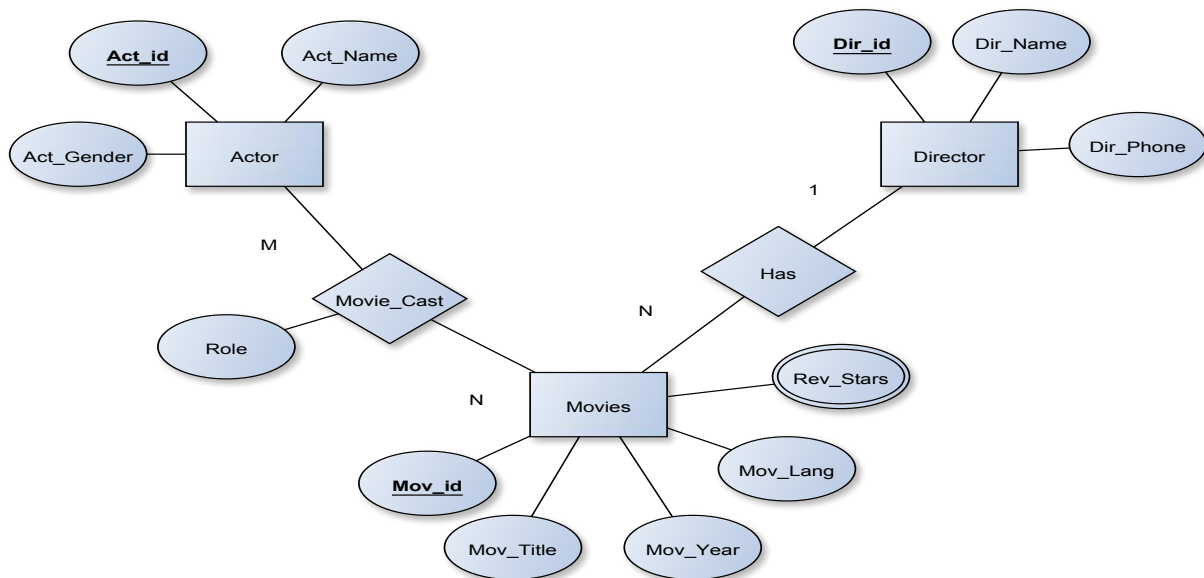 Act_id
Act_Name
Act_Gender
Actor
Dir_id
Dir_Name
Director
Dir_Phone
M
1
Movie_Cast
Has
Role
N
N
Movies
Rev_Stars
Mov_Lang
Mov_id
Mov_Title
Mov_Year